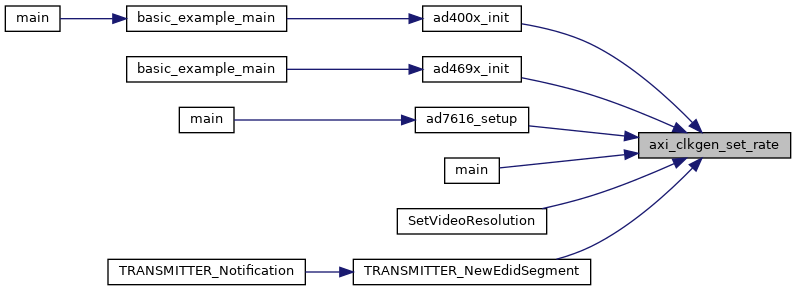 main
basic_example_main
ad400x_init
basic_example_main
ad469x_init
main
ad7616_setup
axi_clkgen_set_rate
main
SetVideoResolution
TRANSMITTER_Notification
TRANSMITTER_NewEdidSegment